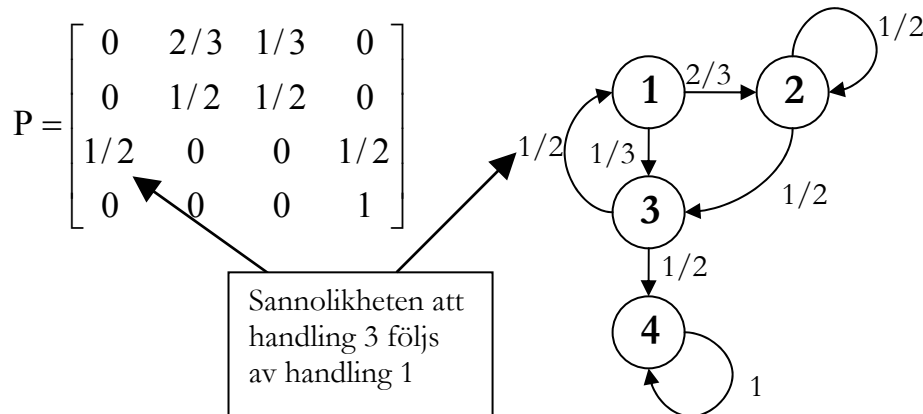 P =
0 2/3 1/3 0
0 1/2 1/2 0
1/2 0 0 1/2
0 0 0 1
1/2
1 2/3 2
1/2 1/3
1/2
3
1/2
4
1
Sannolikheten att
handling 3 följs
av handling 1